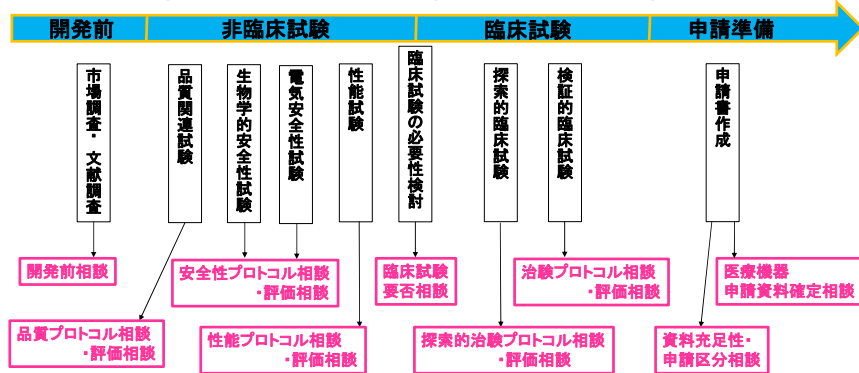 開発前
非臨床試験
臨床試験
申請準備
市場調査・文献調査
品質関連試験
生物学的安全性試験
電気安全性試験
性能試験
臨床試験の必要性検討
探索的臨床試験
検証的臨床試験
申請書作成
開発前相談
安全性プロトコル相談
・評価相談
臨床試験
要否相談
治験プロトコル相談
・評価相談
医療機器
申請資料確定相談
品質プロトコル相談
・評価相談
性能プロトコル相談
・評価相談
探索的治験プロトコル相談
・評価相談
資料充足性・
申請区分相談